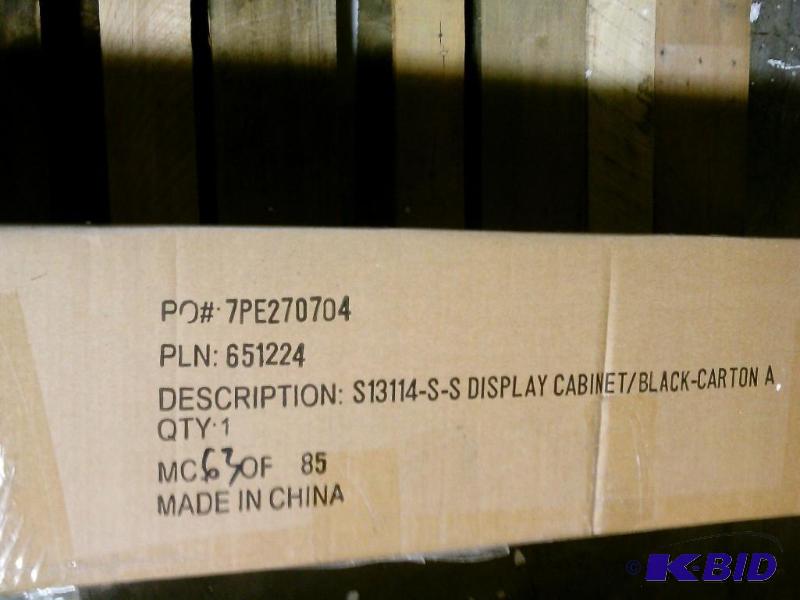 PO#: 7PE270704
PLN: 651224
DESCRIPTION: S13114-S-S DISPLAY CABINET/BLACK-CARTON A
QTY: 1
MC 63 OF 85
MADE IN CHINA
© K-BID